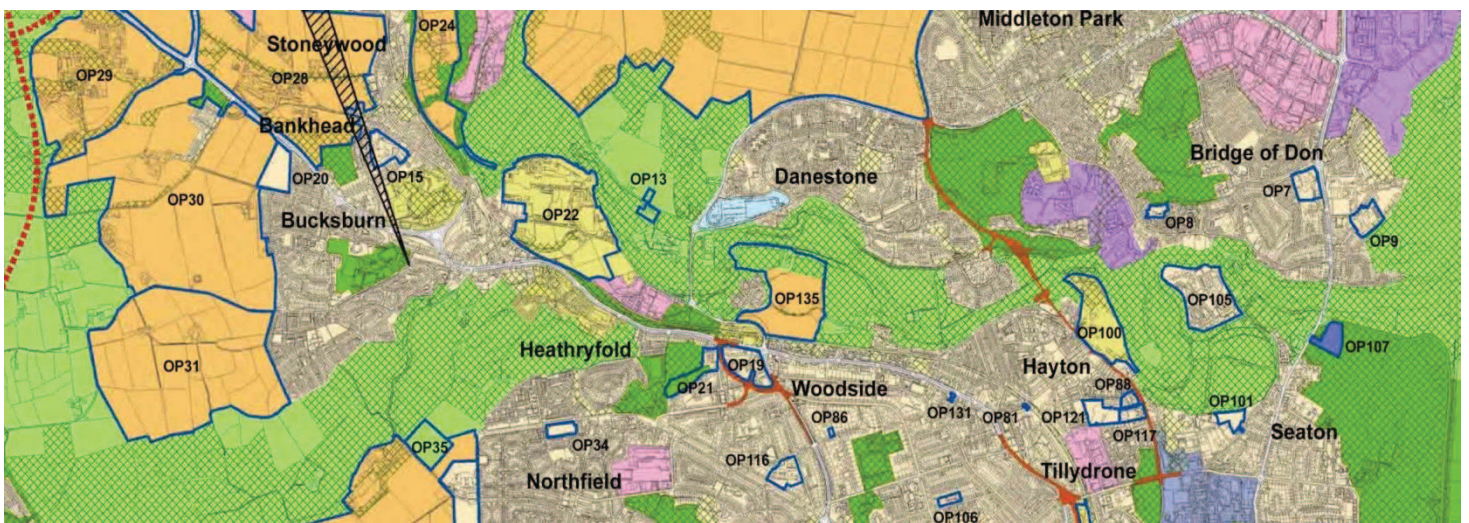 Middleton Park
OP24
Stoneywood
OP29
OP28
Bankhead
Bridge of Don
OP20
OP15
OP13
Danestone
OP7
OP30
OP22
OP8
Bucksburn
OP9
OP135
OP105
OP100
OP107
Heathryfold
OP31
OP19
Hayton
OP21
Woodside
OP88
OP86
OP131
OP81
OP121
OP101
OP117
Seaton
OP35
OP34
OP116
Tillydrone
Northfield
OP106